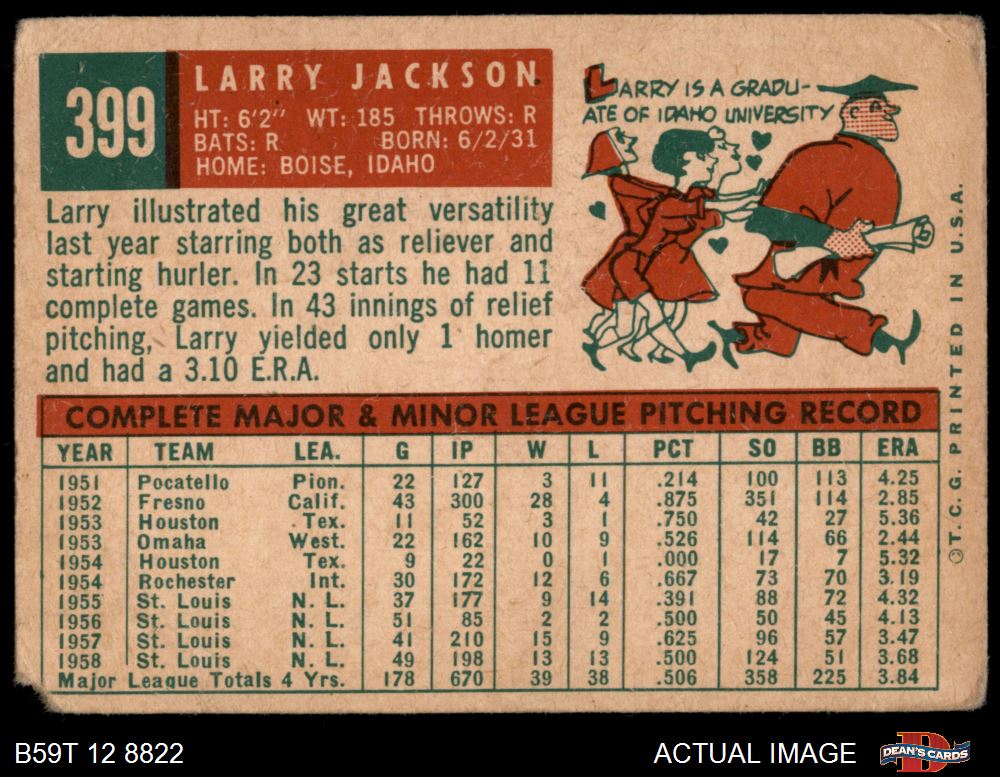 399
LARRY JACKSON
HT: 6'2" WT: 185 THROWS: R
BATS: R BORN: 6/2/31
HOME: BOISE, IDAHO
LARRY IS A GRADU-
ATE OF IDAHO UNIVERSITY
Larry illustrated his great versatility
last year starring both as reliever and
starting hurler. In 23 starts he had 11
complete games. In 43 innings of relief
pitching, Larry yielded only 1 homer
and had a 3.10 E.R.A.
COMPLETE MAJOR & MINOR LEAGUE PITCHING RECORD
YEAR TEAM LEA. G IP W L PCT SO BB ERA
1951 Pocatello Pion. 22 127 3 11 .214 100 113 4.25
1952 Fresno Calif. 43 300 28 4 .875 351 114 2.85
1953 Houston Tex. 11 52 3 1 .750 42 27 5.36
1953 Omaha West. 22 162 10 9 .526 114 66 2.44
1954 Houston Tex. 9 22 0 1 .000 17 7 5.32
1954 Rochester Int. 30 172 12 6 .667 73 70 3.19
1955 St. Louis N. L. 37 177 9 14 .391 88 72 4.32
1956 St. Louis N. L. 51 85 2 2 .500 50 45 4.13
1957 St. Louis N. L. 41 210 15 9 .625 96 57 3.47
1958 St. Louis N. L. 49 198 13 13 .500 124 51 3.68
Major League Totals 4 Yrs. 178 670 39 38 .506 358 225 3.84
©T. C. G. PRINTED IN U.S.A.
B59T 12 8822
ACTUAL IMAGE
D
DEAN'S CARDS